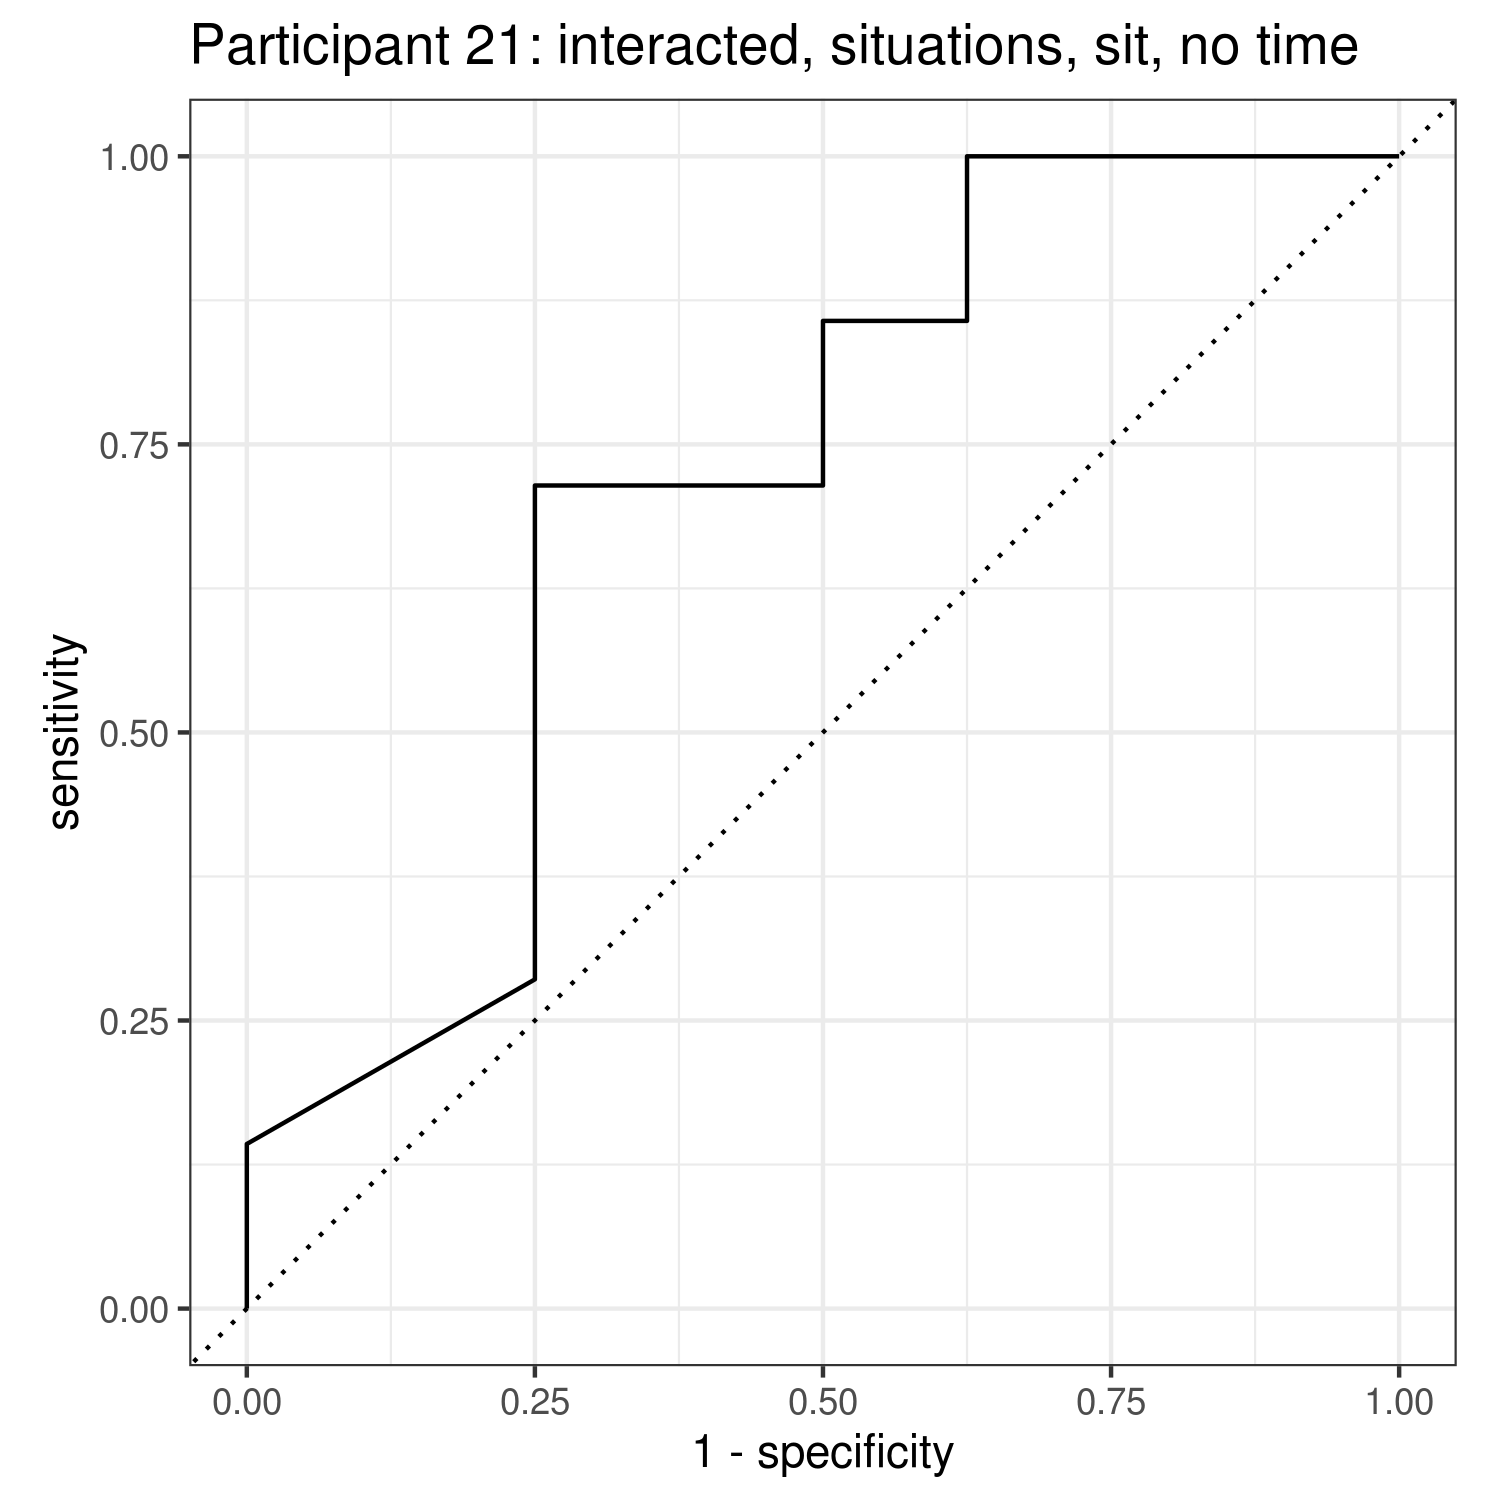 Participant 21: interacted, situations, sit, no time
1.00
0.75
0.50
0.25
0.00
sensitivity
0.00 0.25 0.50 0.75 1.00
1 - specificity